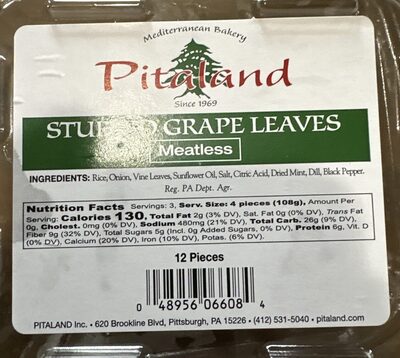 Mediterranean Bakery
Pitaland
Since 1969
GRAPE LEAVES
Meatless
INGREDIENTS: Rice, Onion, Vine Leaves, Sunflower Oil, Salt, Citric Acid, Dried Mint, Dill, Black Pepper.
Reg. PA Dept. Agr.
Nutrition Facts Servings: 3, Serv. Size: 4 pieces (108g), Amount Per
Serving: Calories 130, Total Fat 2g (3% DV), Sat. Fat 0g (0% DV), Trans Fat
0g, Cholest. 0mg (0% DV), Sodium 480mg (21% DV), Total Carb. 26g (9% DV),
Fiber 9g (32% DV), Total Sugars 5g (Incl. 0g Added Sugars, 0% DV), Protein 6g, Vit. D
(0% DV), Calcium (20% DV), Iron (10% DV), Potas. (6% DV).
12 Pieces
0 48956 06608 4
PITALAND Inc. • 620 Brookline Blvd, Pittsburgh, PA 15226 • (412) 531-5040 • pitaland.com